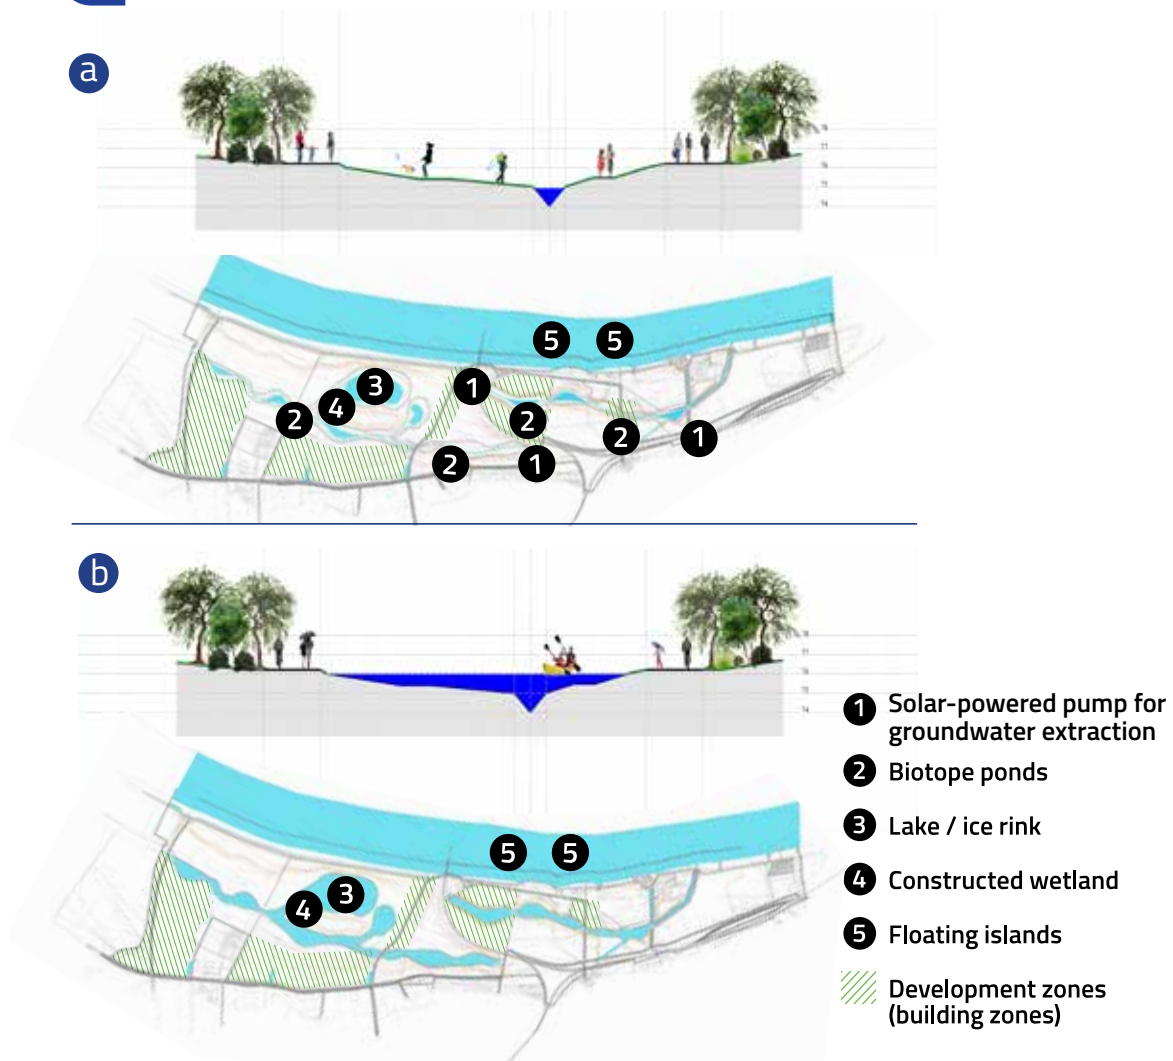 a
5 5
3
1
4
2
2
2
1
2
1
b
5 5
3
4
1 Solar-powered pump for
groundwater extraction
2 Biotope ponds
3 Lake / ice rink
4 Constructed wetland
5 Floating islands
Development zones
(building zones)